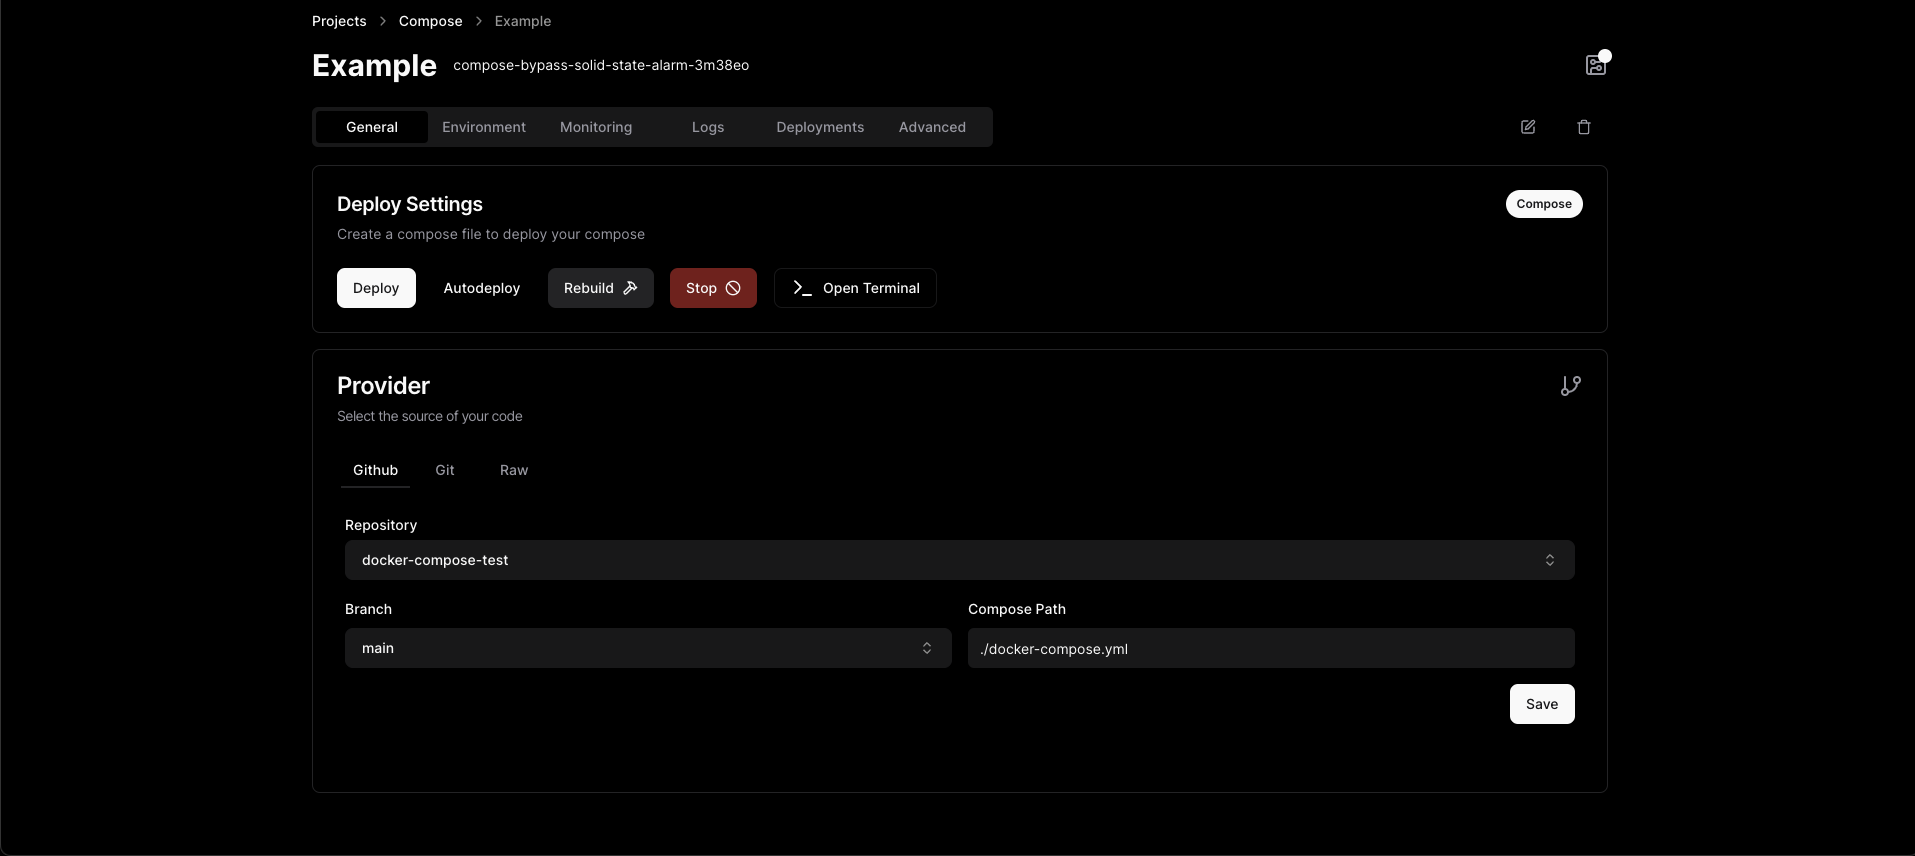 Projects > Compose > Example
Example compose-bypass-solid-state-alarm-3m38eo
General Environment Monitoring Logs Deployments Advanced
Deploy Settings
Compose
Create a compose file to deploy your compose
Deploy Autodeploy Rebuild Stop Open Terminal
Provider
Select the source of your code
Github Git Raw
Repository
docker-compose-test
Branch
main
Compose Path
./docker-compose.yml
Save